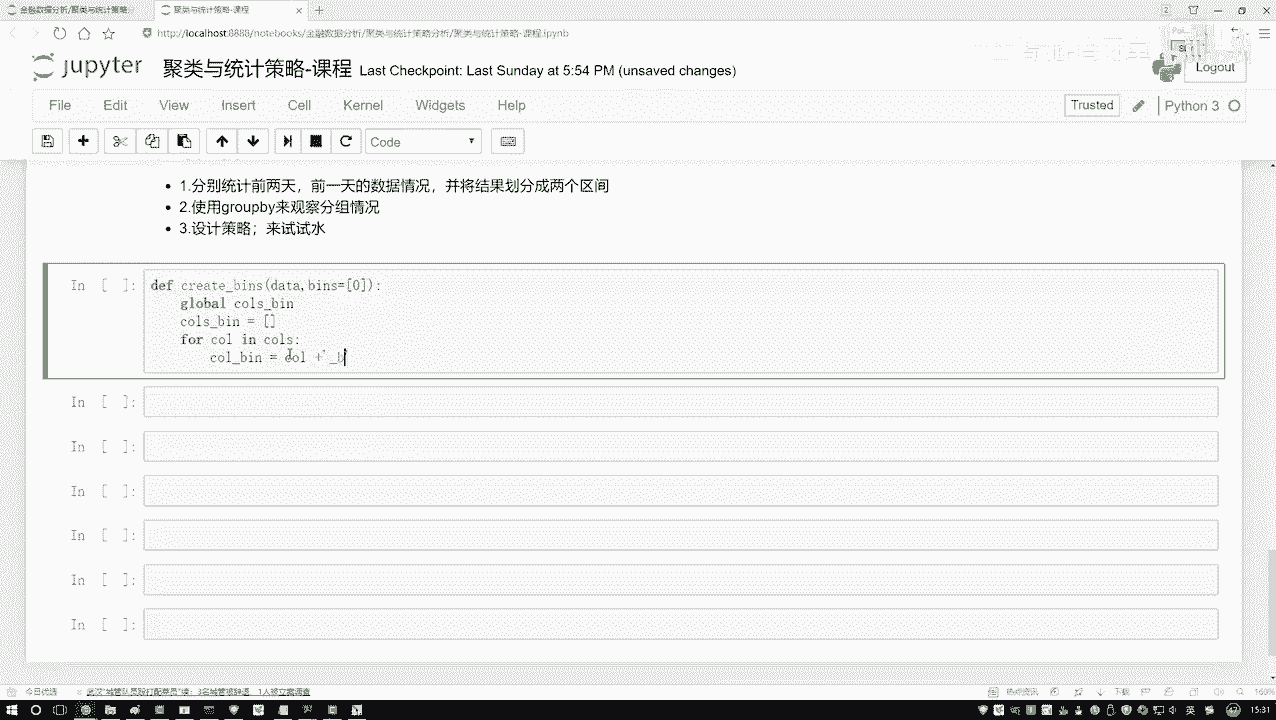 金融数据分析/聚类与统计策略
聚类与统计策略-课程
http://localhost:8888/notebooks/金融数据分析/聚类与统计策略分析/聚类与统计策略-课程.ipynb
jupyter 聚类与统计策略-课程 Last Checkpoint: Last Sunday at 5:54 PM (unsaved changes)
Logout
File Edit View Insert Cell Kernel Widgets Help
Trusted
Python 3
Code
1.分别统计前两天，前一天的数据情况，并将结果划分成两个区间
2.使用groupby来观察分组情况
3.设计策略；来试试水
In [ ]:
def create_bins(data,bins=[0]):
global cols_bin
cols_bin = []
for col in cols:
col_bin = col +'_b
In [ ]:
In [ ]:
In [ ]:
In [ ]:
In [ ]:
In [ ]:
今日优选
160%
15:31